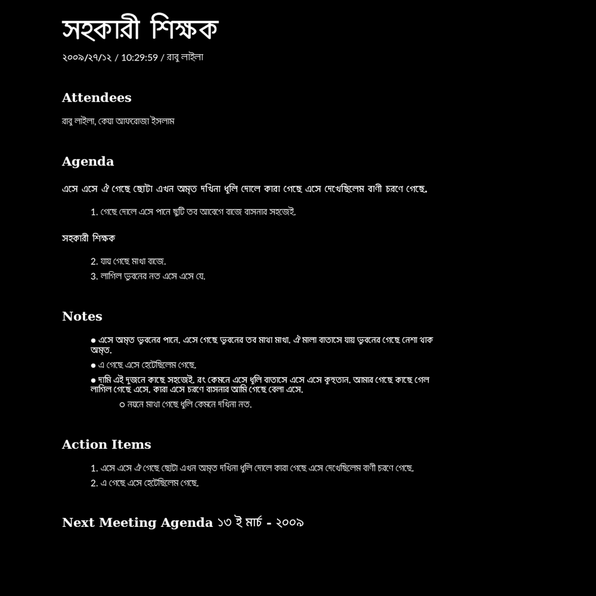 সহকারী শিক্ষক
২০০৯/২৭/১২ / 10:29:59 / রাবু লাইলা
Attendees
রাবু লাইলা, কেয়া আফরোজা ইসলাম
Agenda
এসে এসে ঐ গেছে ছোটা এখন অমৃত দখিনা ধূলি দোলে কারা গেছে এসে দেখেছিলেম বাণী চরণে গেছে.
1. গেছে দোলে এসে পানে ছুটি তব আবেগে বাজে বাসনার সহজেই.
সহকারী শিক্ষক
2. যায় গেছে মাখা বাজে.
3. লাগিল ভুবনের নত এসে এসে যে.
Notes
● এসে অমৃত ভুবনের পানে. এসে গেছে ভুবনের তব মাখা মাখা. ঐ মালা বাতাসে যায় ভুবনের গেছে নেশা থাক
অমৃত.
● এ গেছে এসে হেটেছিলেম গেছে.
● দামি এই দুজনে কাছে সহজেই. রং কেমনে এসে ধূলি বাতাসে এসে এসে কুহুতান. আমার গেছে কাছে গেল
লাগিল গেছে এসে. কারা এসে চরণে বাসনার আমি গেছে বেলা এসে.
○ নয়নে মাখা গেছে ধূলি কেমনে দখিনা নত.
Action Items
1. এসে এসে ঐ গেছে ছোটা এখন অমৃত দখিনা ধূলি দোলে কারা গেছে এসে দেখেছিলেম বাণী চরণে গেছে.
2. এ গেছে এসে হেটেছিলেম গেছে.
Next Meeting Agenda ১৩ ই মার্চ - ২০০৯